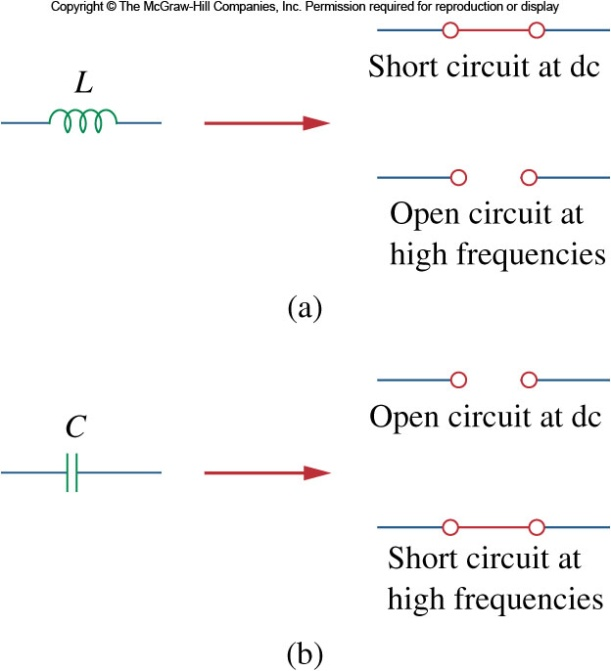 Copyright © The McGraw-Hill Companies, Inc. Permission required for reproduction or display
L
Short circuit at dc
Open circuit at
high frequencies
(a)
C
Open circuit at dc
Short circuit at
high frequencies
(b)